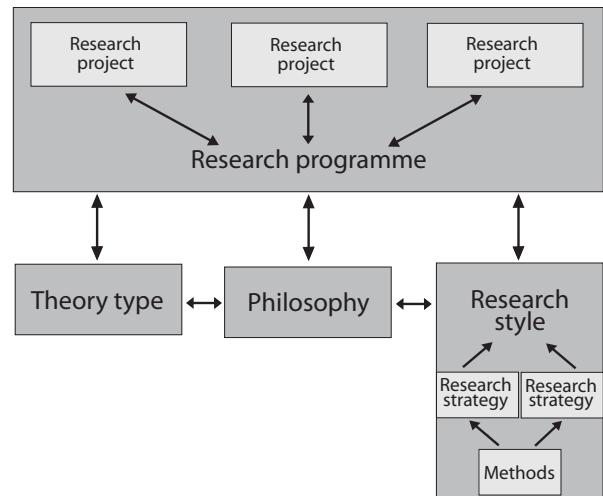 Research
project
Research
project
Research
project
Research programme
Theory type
Philosophy
Research
style
Research
strategy
Research
strategy
Methods